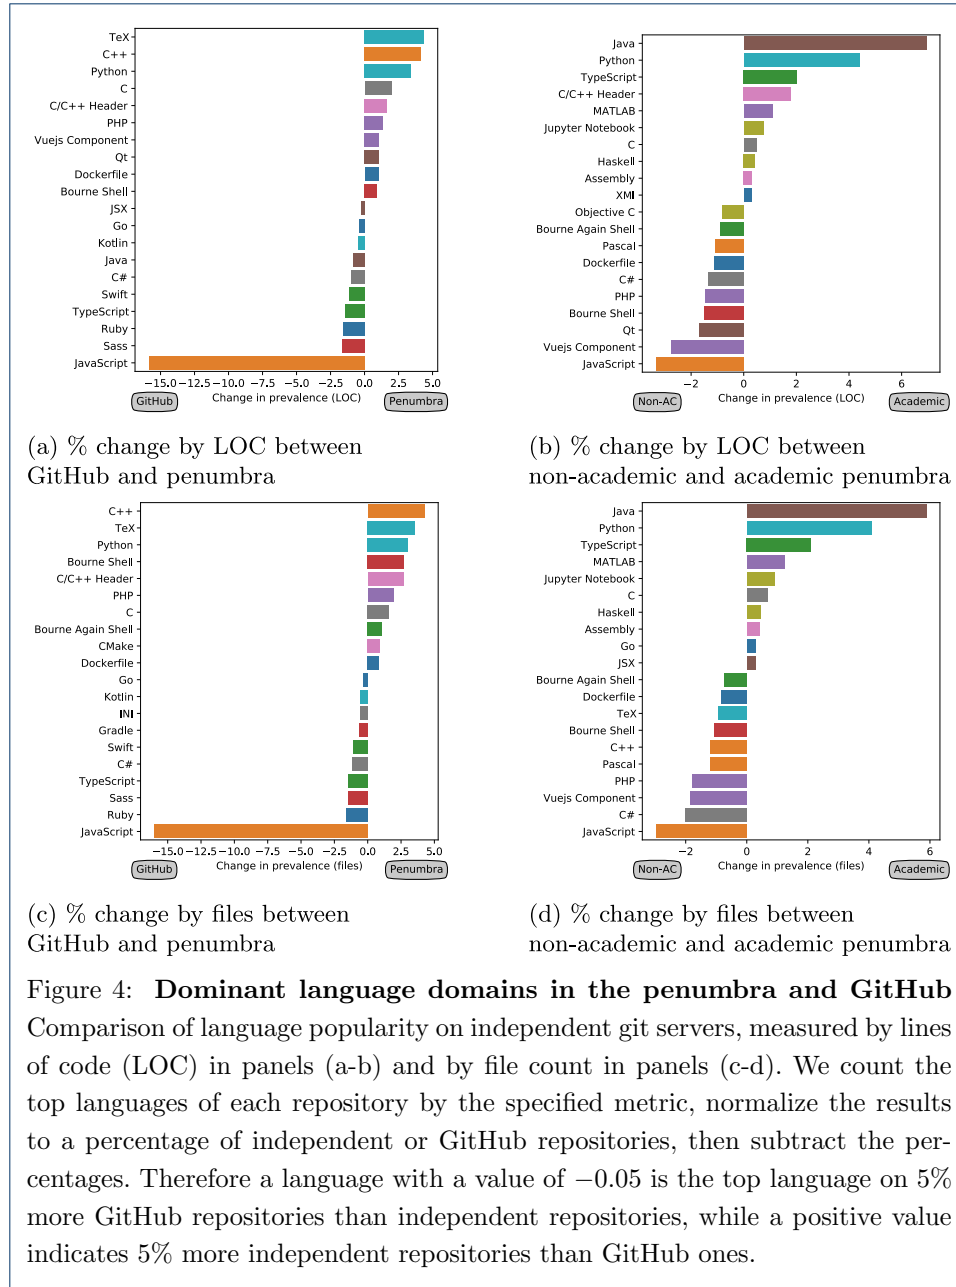 TeX
C++
Python
C
C/C++ Header
PHP
Vuejs Component
Qt
Dockerfile
Bourne Shell
JSX
Go
Kotlin
Java
C#
Swift
TypeScript
Ruby
Sass
JavaScript
−15.0 −12.5 −10.0 −7.5 −5.0 −2.5 0.0 2.5 5.0
Change in prevalence (LOC)
GitHub Penumbra
(a) % change by LOC between
GitHub and penumbra
Java
Python
TypeScript
C/C++ Header
MATLAB
Jupyter Notebook
C
Haskell
Assembly
XMI
Objective C
Bourne Again Shell
Pascal
Dockerfile
C#
PHP
Bourne Shell
Qt
Vuejs Component
JavaScript
−2 0 2 4 6
Change in prevalence (LOC)
Non-AC Academic
(b) % change by LOC between
non-academic and academic penumbra
C++
TeX
Python
Bourne Shell
C/C++ Header
PHP
C
Bourne Again Shell
CMake
Dockerfile
Go
Kotlin
INI
Gradle
Swift
C#
TypeScript
Sass
Ruby
JavaScript
−15.0 −12.5 −10.0 −7.5 −5.0 −2.5 0.0 2.5 5.0
Change in prevalence (files)
GitHub Penumbra
(c) % change by files between
GitHub and penumbra
Java
Python
TypeScript
MATLAB
Jupyter Notebook
C
Haskell
Assembly
Go
JSX
Bourne Again Shell
Dockerfile
TeX
Bourne Shell
C++
Pascal
PHP
Vuejs Component
C#
JavaScript
−2 0 2 4 6
Change in prevalence (files)
Non-AC Academic
(d) % change by files between
non-academic and academic penumbra
Figure 4: Dominant language domains in the penumbra and GitHub
Comparison of language popularity on independent git servers, measured by lines
of code (LOC) in panels (a-b) and by file count in panels (c-d). We count the
top languages of each repository by the specified metric, normalize the results
to a percentage of independent or GitHub repositories, then subtract the per-
centages. Therefore a language with a value of −0.05 is the top language on 5%
more GitHub repositories than independent repositories, while a positive value
indicates 5% more independent repositories than GitHub ones.